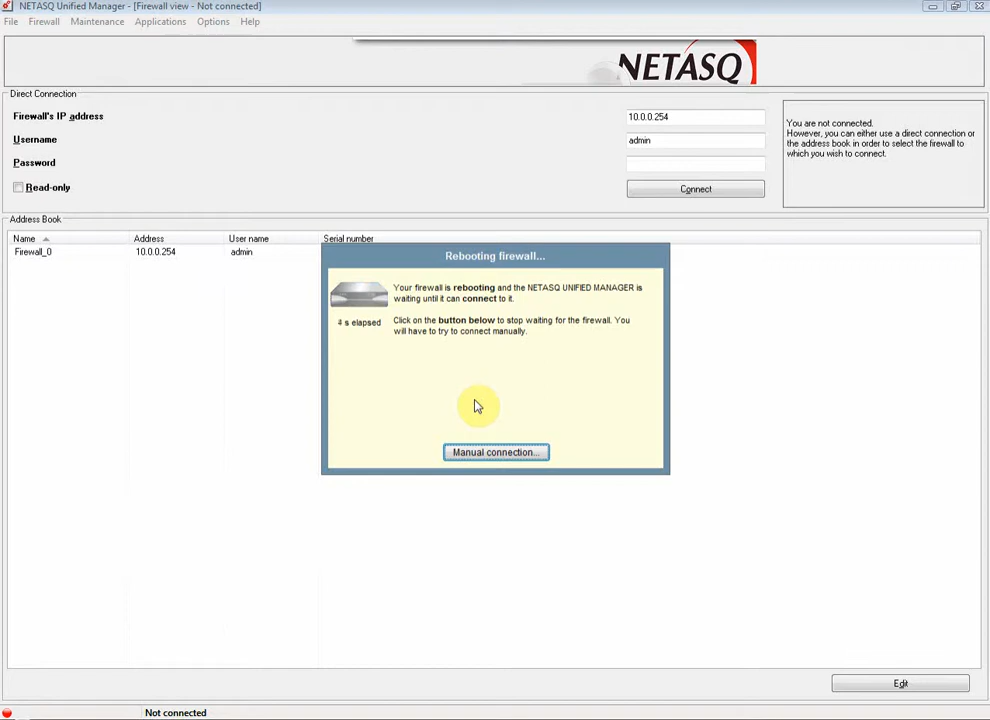 NETASQ Unified Manager - [Firewall view - Not connected]
File Firewall Maintenance Applications Options Help
NETASQ
Direct Connection
Firewall's IP address 10.0.0.254
Username admin
Password
Read-only
Connect
You are not connected.
However, you can either use a direct connection or
the address book in order to select the firewall to
which you wish to connect.
Address Book
Name Address User name Serial number
Firewall_0 10.0.0.254 admin
Rebooting firewall...
Your firewall is rebooting and the NETASQ UNIFIED MANAGER is
waiting until it can connect to it.
s elapsed
Click on the button below to stop waiting for the firewall. You
will have to try to connect manually.
Manual connection...
Edit
Not connected